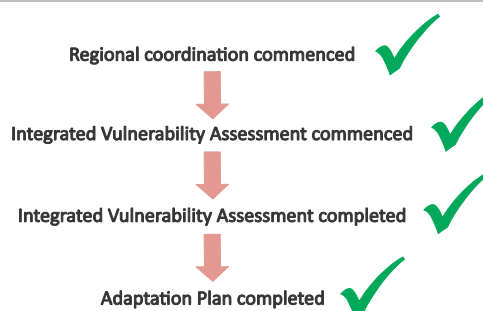 Regional coordination commenced
Integrated Vulnerability Assessment commenced
Integrated Vulnerability Assessment completed
Adaptation Plan completed